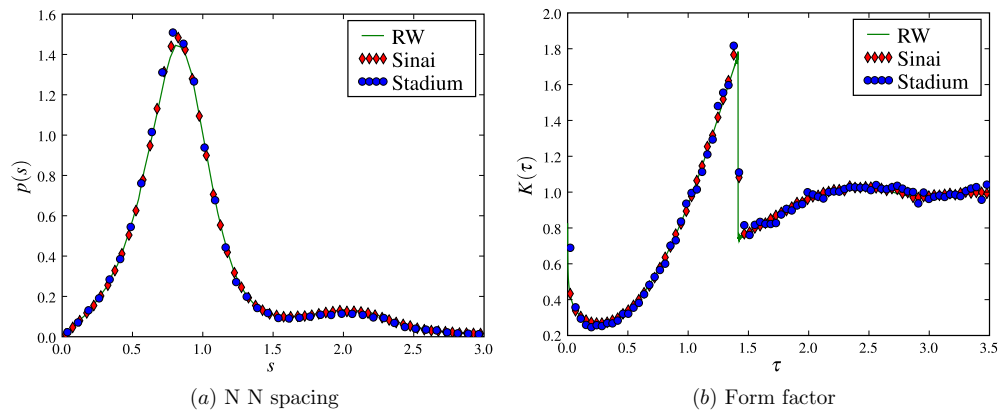 1.6
1.4
1.2
1.0
0.8
0.6
0.4
0.2
0.0
p(s)
RW
Sinai
Stadium
0.0 0.5 1.0 1.5 2.0 2.5 3.0
s
(a) N N spacing
2.0
1.8
1.6
1.4
1.2
1.0
0.8
0.6
0.4
0.2
K(τ)
RW
Sinai
Stadium
0.0 0.5 1.0 1.5 2.0 2.5 3.0 3.5
τ
(b) Form factor